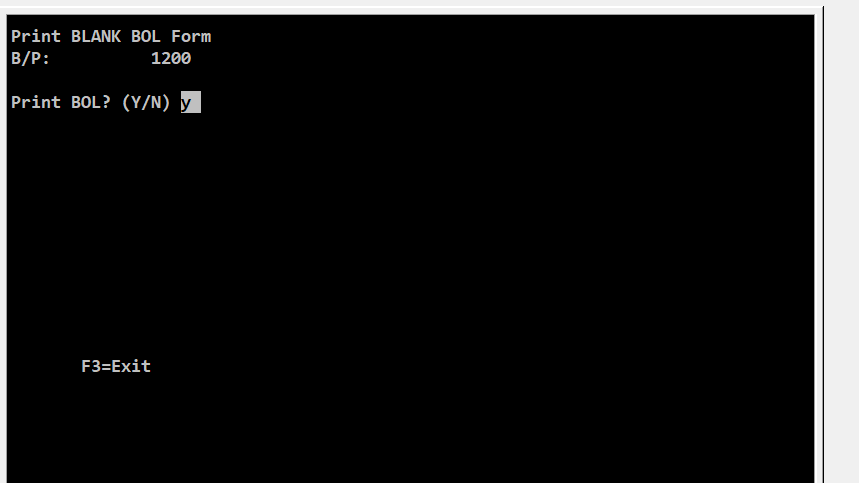 Print BLANK BOL Form
B/P: 1200
Print BOL? (Y/N) y
F3=Exit